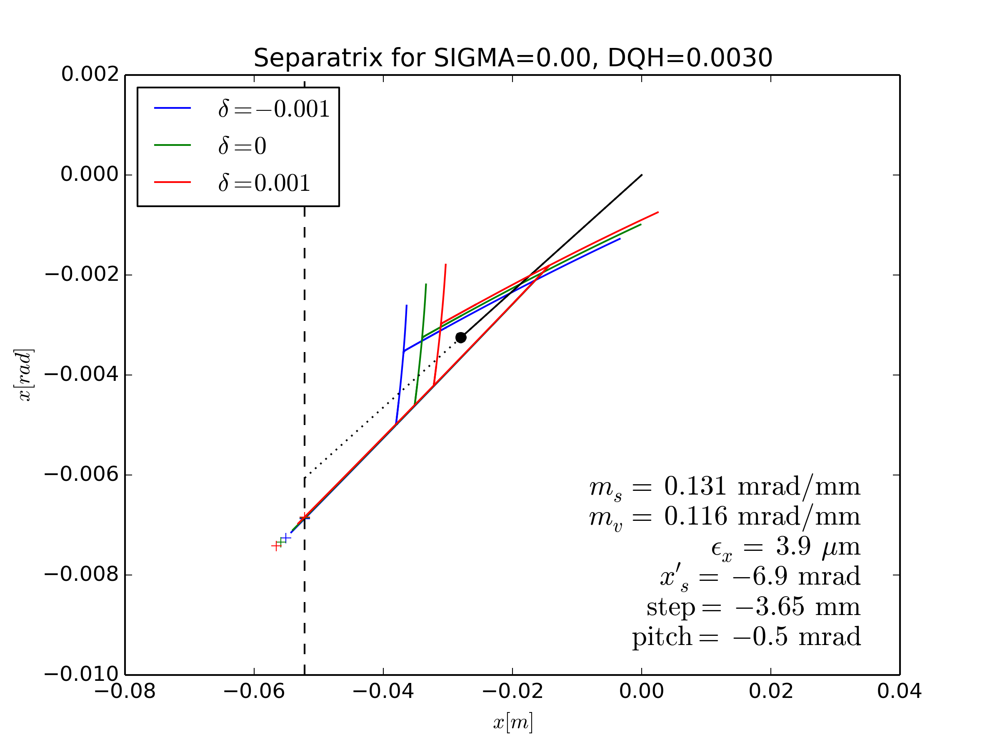 Separatrix for SIGMA=0.00, DQH=0.0030
0.002
0.000
−0.002
−0.004
−0.006
−0.008
−0.010
δ=−0.001
δ=0
δ=0.001
x[rad]
m_s = 0.131 mrad/mm
m_v = 0.116 mrad/mm
ϵ_x = 3.9 μm
x′_s = −6.9 mrad
step = −3.65 mm
pitch = −0.5 mrad
−0.08 −0.06 −0.04 −0.02 0.00 0.02 0.04
x[m]